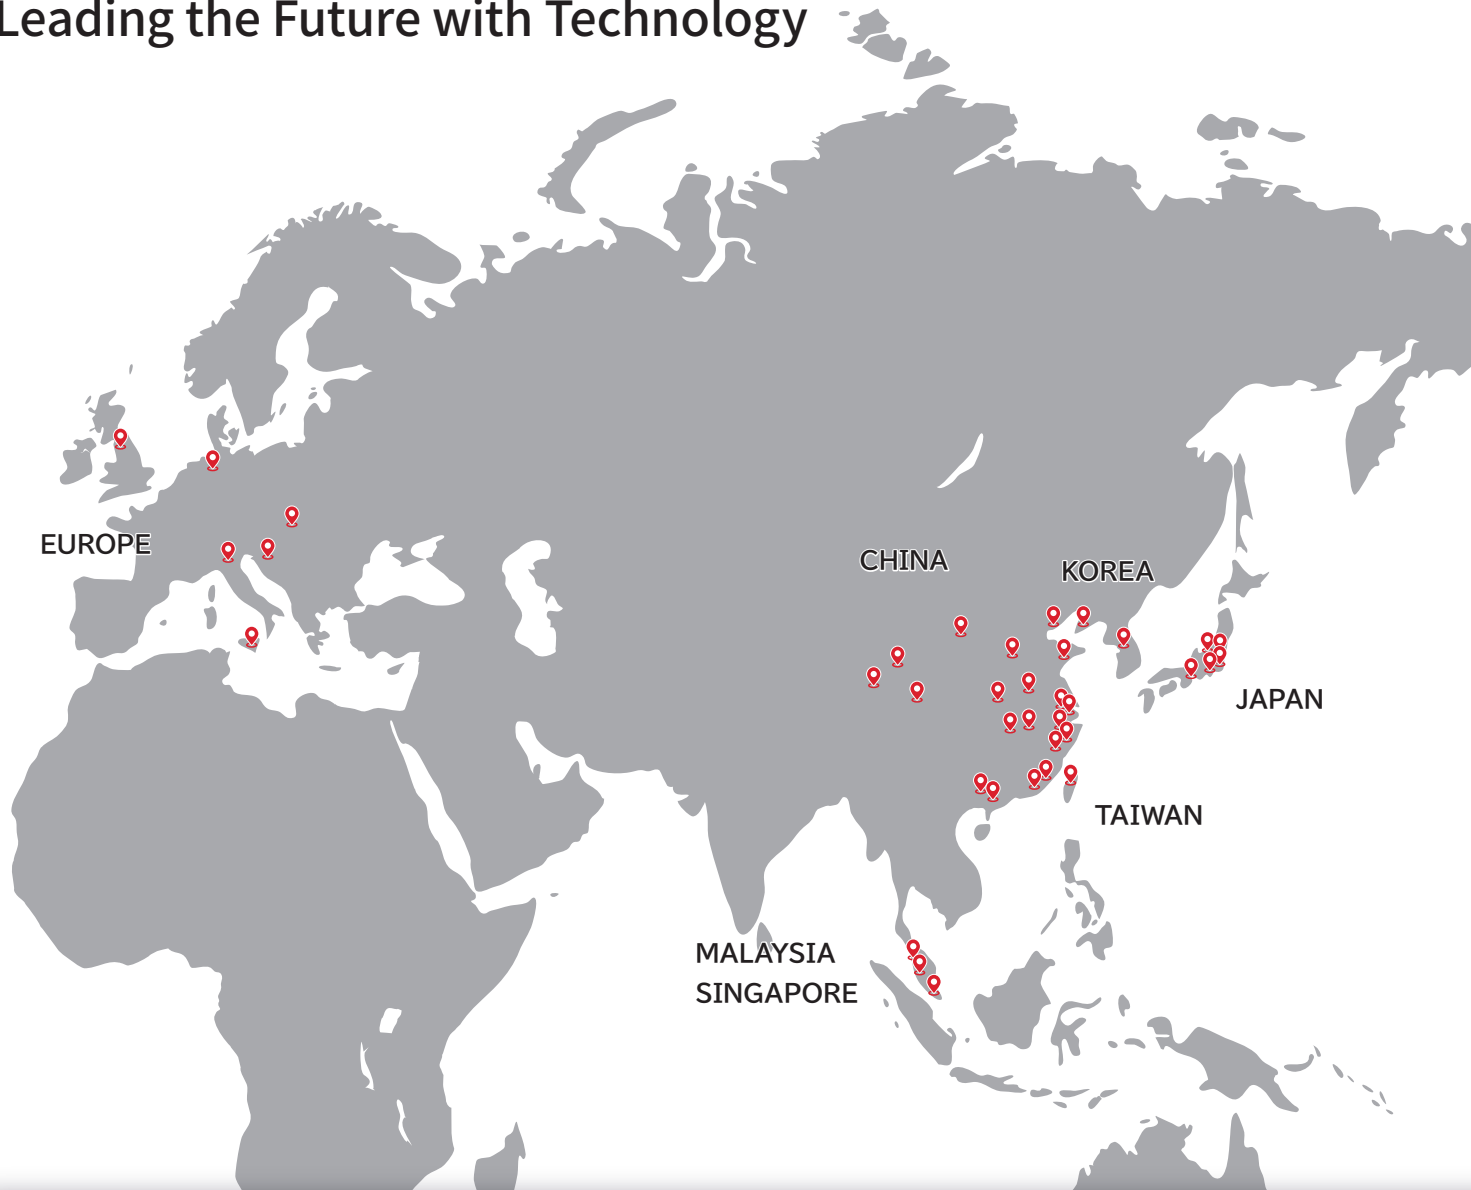 Leading the Future with Technology
EUROPE
CHINA
KOREA
JAPAN
TAIWAN
MALAYSIA
SINGAPORE